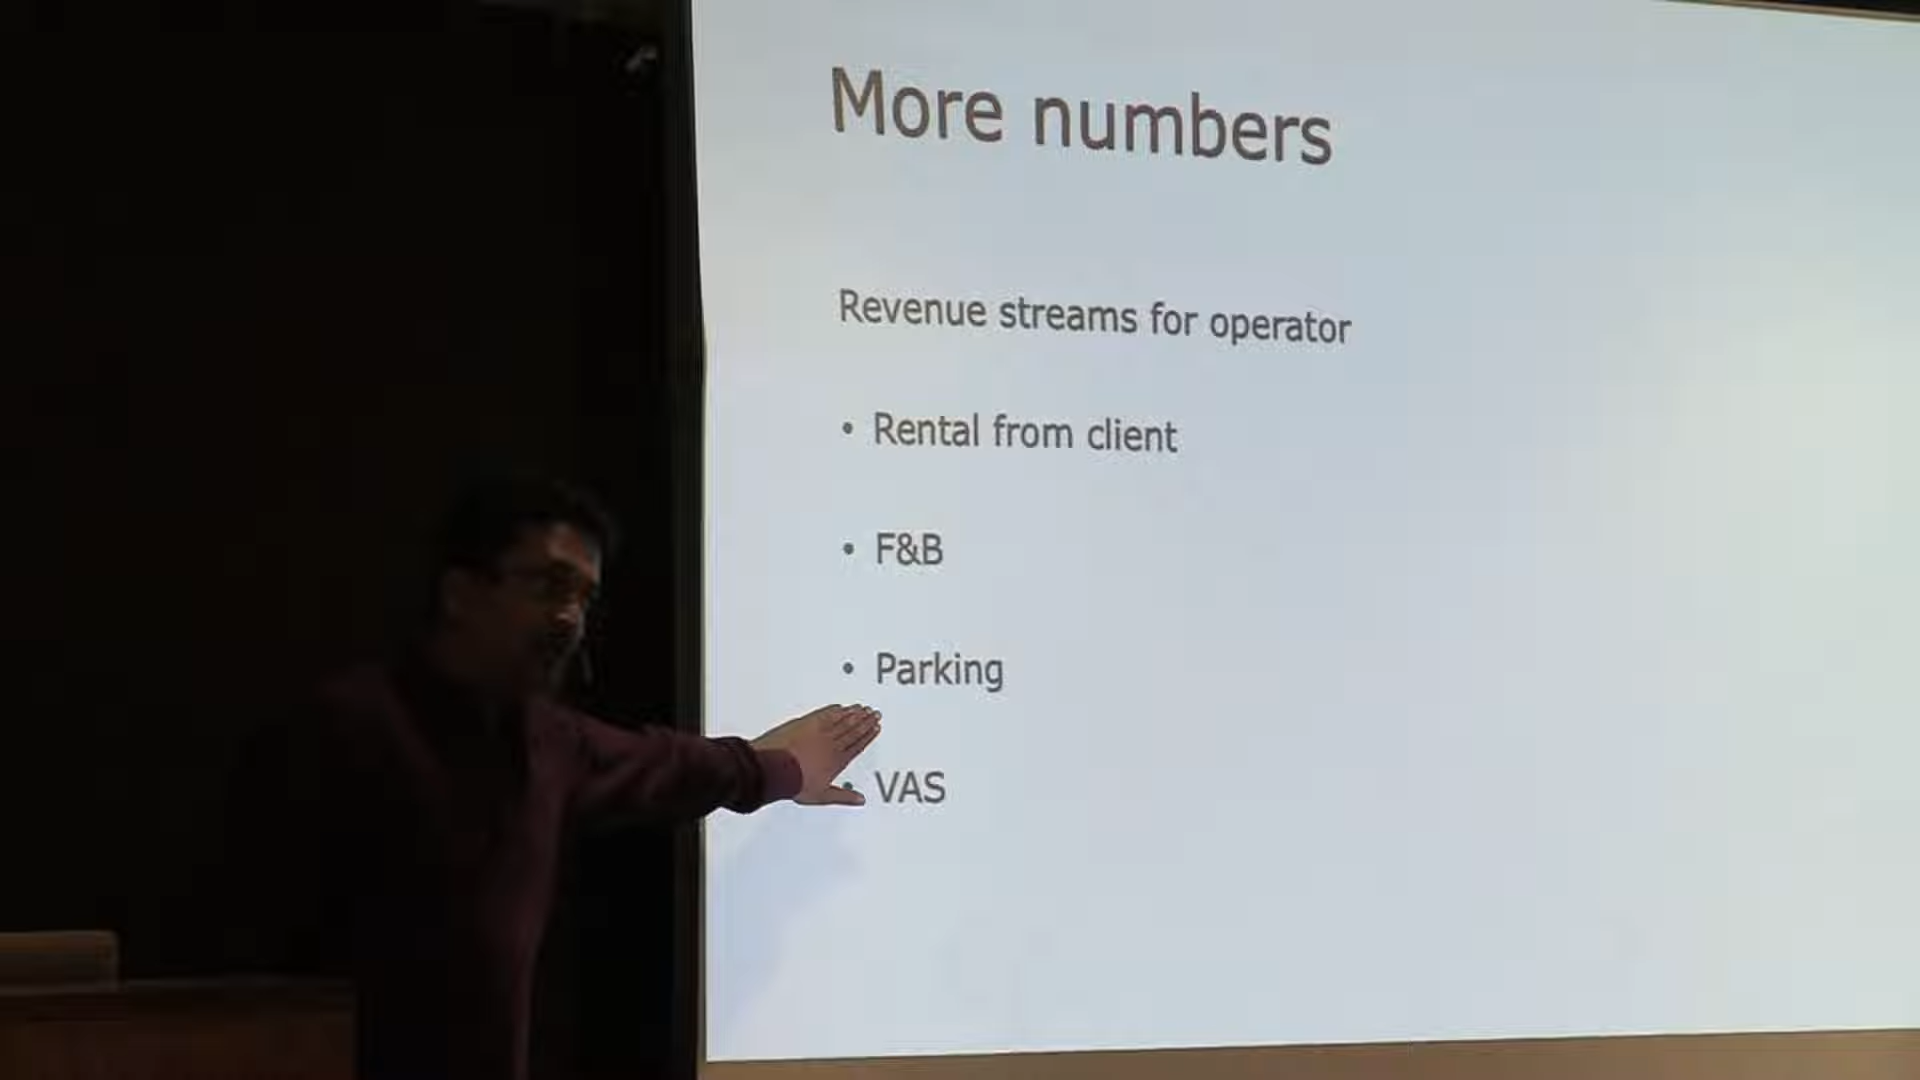 More numbers
Revenue streams for operator
• Rental from client
• F&B
• Parking
• VAS